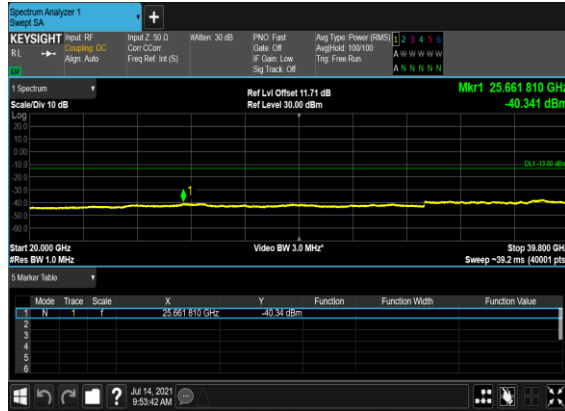 Spectrum Analyzer 1
Swept SA
KEYSIGHT Input: RF Input Z: 50 Ω #Atten: 30 dB PNO: Fast Avg Type: Power (RMS) 1 2 3 4 5 6
RL Coupling: DC Corr CCorr Gate: Off Avg|Hold: 100/100 A W W W W W
Align: Auto Freq Ref: Int (S) IF Gain: Low Trig: Free Run
Sig Track: Off A N N N N N
1 Spectrum Ref Lvl Offset 11.71 dB Mkr1 25.661 810 GHz
Scale/Div 10 dB Ref Level 30.00 dBm -40.341 dBm
Log
20.0
10.0
0.00
-10.0
DL1 -13.00 dBm
-20.0
1
-30.0
-40.0
-50.0
-60.0
Start 20.000 GHz Video BW 3.0 MHz* Stop 39.800 GHz
#Res BW 1.0 MHz Sweep ~39.2 ms (40001 pts)
5 Marker Table
Mode Trace Scale X Y Function Function Width Function Value
1 N 1 f 25.661 810 GHz -40.34 dBm
2
3
4
5
6
? Jul 14, 2021
9:53:42 AM